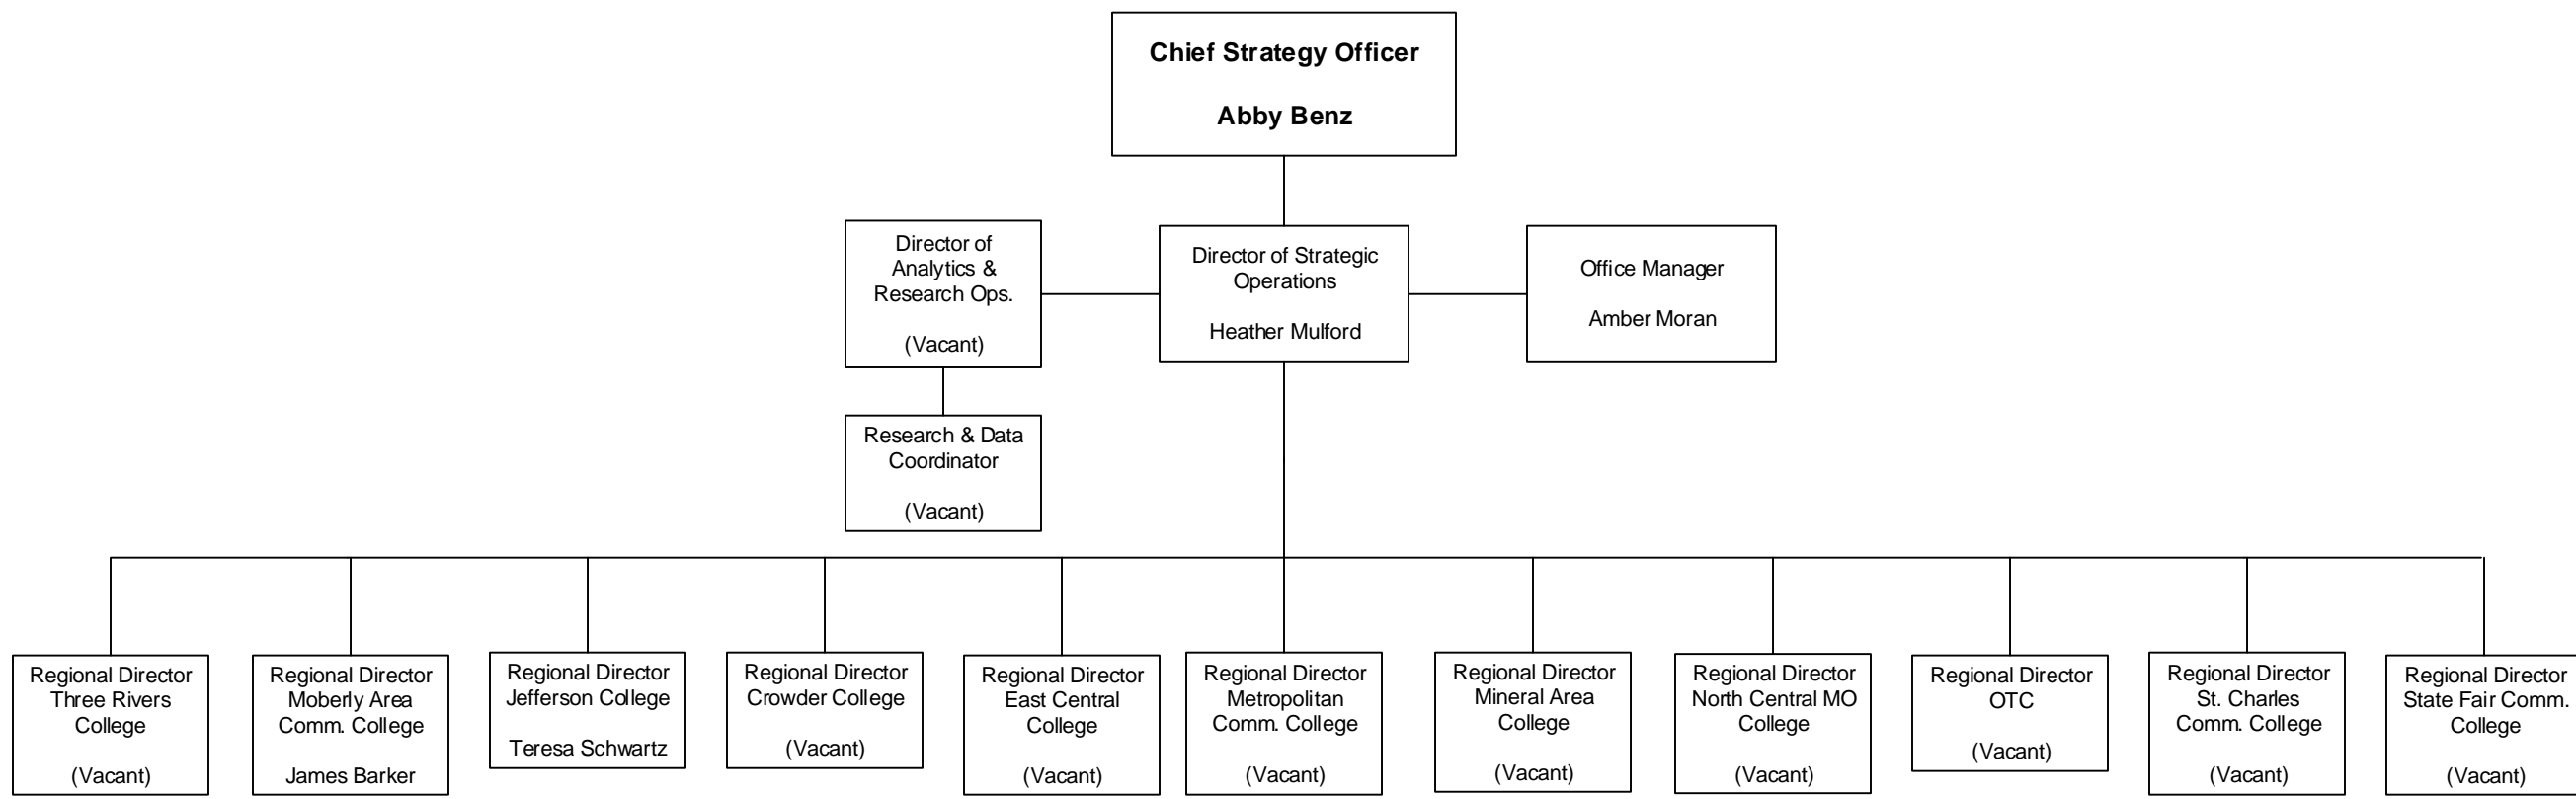 Chief Strategy Officer
Abby Benz
Director of
Analytics &
Research Ops.
(Vacant)
Director of Strategic
Operations
Heather Mulford
Office Manager
Amber Moran
Research & Data
Coordinator
(Vacant)
Regional Director
Three Rivers
College
(Vacant)
Regional Director
Moberly Area
Comm. College
James Barker
Regional Director
Jefferson College
Teresa Schwartz
Regional Director
Crowder College
(Vacant)
Regional Director
East Central
College
(Vacant)
Regional Director
Metropolitan
Comm. College
(Vacant)
Regional Director
Mineral Area
College
(Vacant)
Regional Director
North Central MO
College
(Vacant)
Regional Director
OTC
(Vacant)
Regional Director
St. Charles
Comm. College
(Vacant)
Regional Director
State Fair Comm.
College
(Vacant)